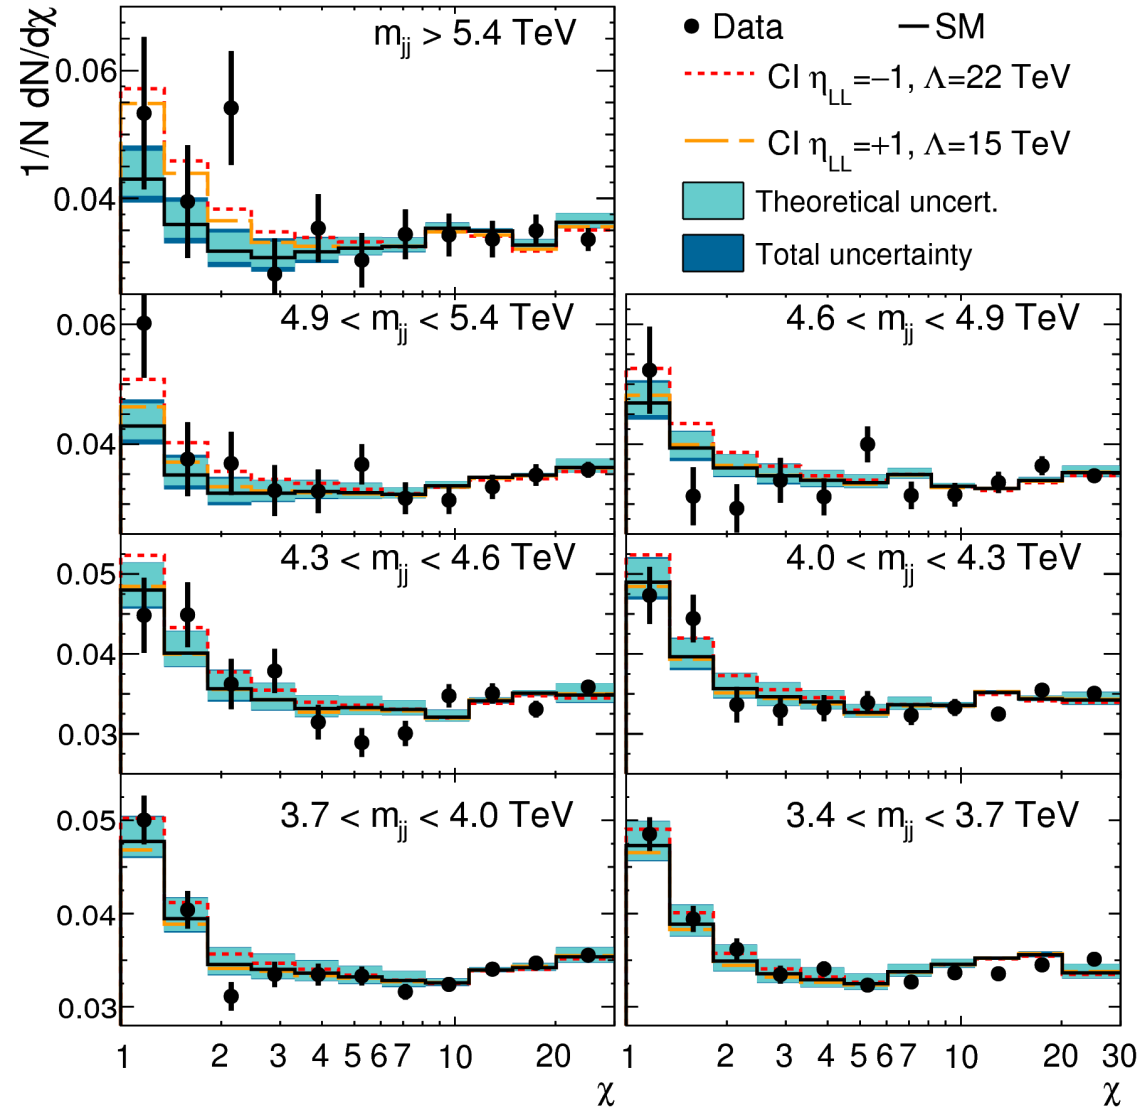 1/N dN/dχ
m_jj > 5.4 TeV
0.06
0.04
Data
SM
CI η_LL=−1, Λ=22 TeV
CI η_LL=+1, Λ=15 TeV
Theoretical uncert.
Total uncertainty
4.9 < m_jj < 5.4 TeV
0.06
0.04
4.6 < m_jj < 4.9 TeV
4.3 < m_jj < 4.6 TeV
0.05
0.04
0.03
4.0 < m_jj < 4.3 TeV
3.7 < m_jj < 4.0 TeV
0.05
0.04
0.03
3.4 < m_jj < 3.7 TeV
1 2 3 4 5 6 7 10 20
χ
1 2 3 4 5 6 7 10 20 30
χ